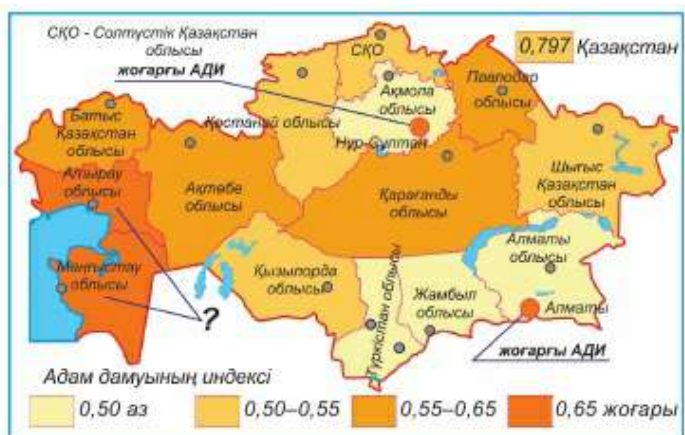 СҚО - Солтүстік Қазақстан
облысы
жоғарғы АДИ
СҚО
0,797 Қазақстан
Ақмола
облысы
Павлодар
облысы
Батыс
Қазақстан
облысы
Қостанай облысы
Нұр-Сұлтан
Атырау
облысы
Ақтөбе
облысы
Қарағанды
облысы
Шығыс
Қазақстан
облысы
Маңғыстау
облысы
?
Қызылорда
облысы
Түркістан облысы
Жамбыл
облысы
Алматы
облысы
Алматы
жоғарғы АДИ
Адам дамуының индексі
0,50 аз
0,50–0,55
0,55–0,65
0,65 жоғары